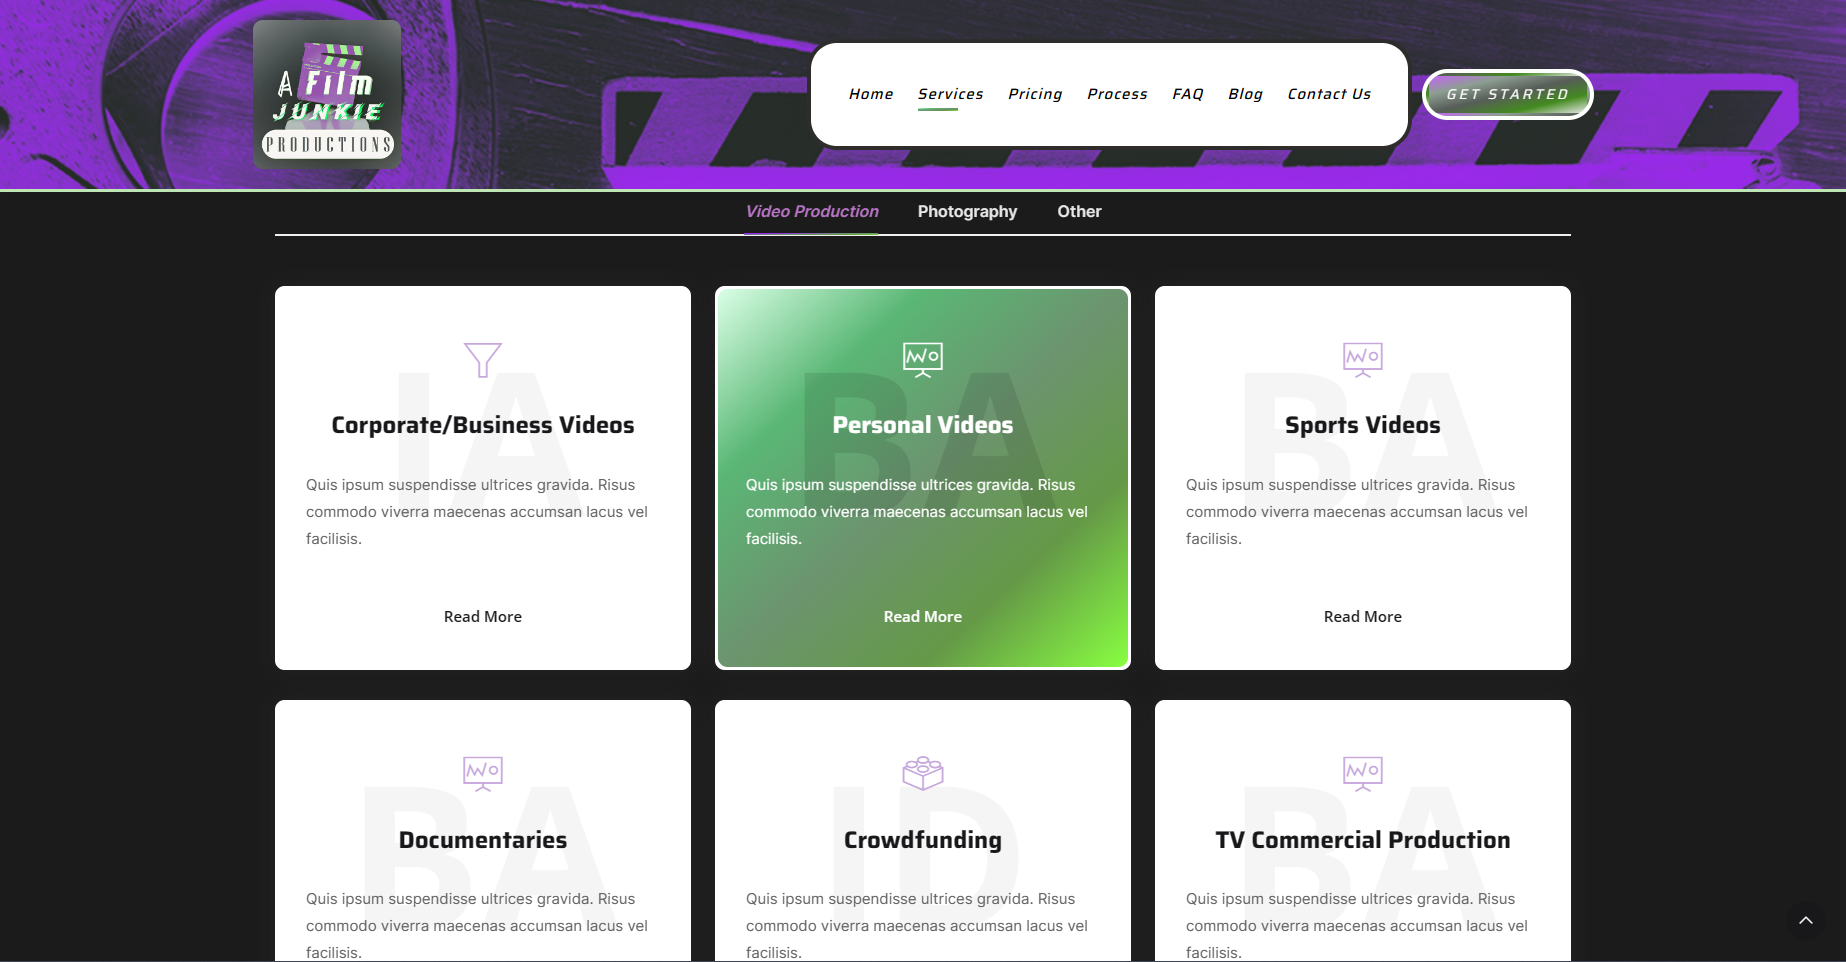 A Film
JUNKIE
PRODUCTIONS
Home Services Pricing Process FAQ Blog Contact Us
GET STARTED
Video Production Photography Other
IA
Corporate/Business Videos
Quis ipsum suspendisse ultrices gravida. Risus
commodo viverra maecenas accumsan lacus vel
facilisis.
Read More
BA
Personal Videos
Quis ipsum suspendisse ultrices gravida. Risus
commodo viverra maecenas accumsan lacus vel
facilisis.
Read More
BA
Sports Videos
Quis ipsum suspendisse ultrices gravida. Risus
commodo viverra maecenas accumsan lacus vel
facilisis.
Read More
BA
Documentaries
Quis ipsum suspendisse ultrices gravida. Risus
commodo viverra maecenas accumsan lacus vel
facilisis.
ID
Crowdfunding
Quis ipsum suspendisse ultrices gravida. Risus
commodo viverra maecenas accumsan lacus vel
facilisis.
BA
TV Commercial Production
Quis ipsum suspendisse ultrices gravida. Risus
commodo viverra maecenas accumsan lacus vel
facilisis.